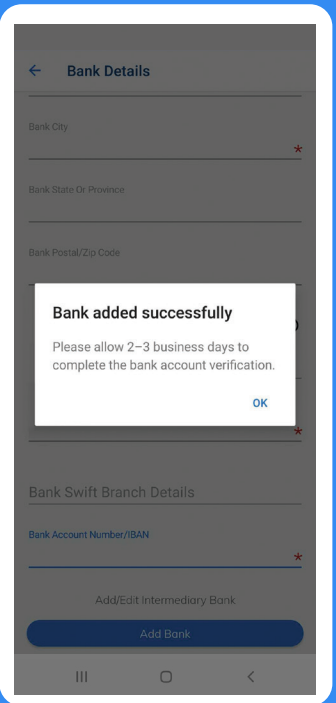 Bank Details
Bank City
*
Bank State Or Province
Bank Postal/Zip Code
Bank added successfully
Please allow 2–3 business days to
complete the bank account verification.
OK
*
Bank Swift Branch Details
Bank Account Number/IBAN
*
Add/Edit Intermediary Bank
Add Bank